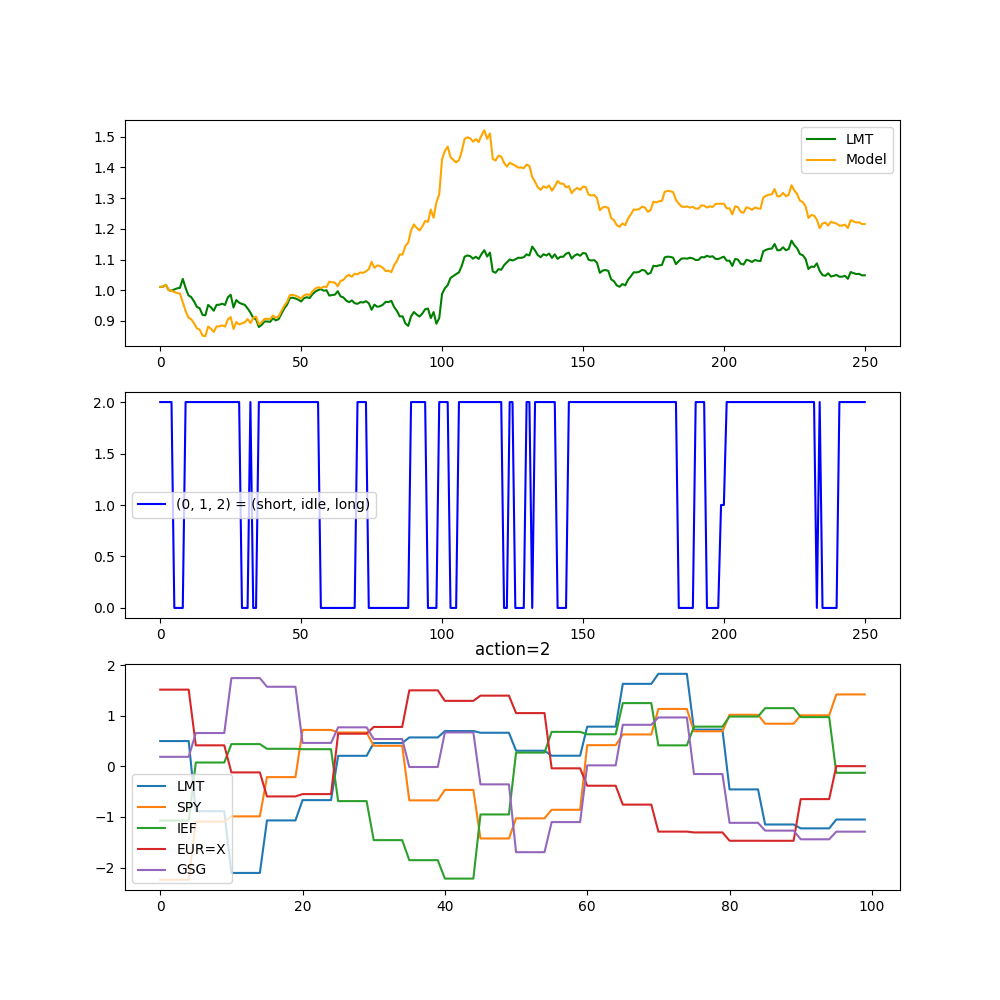 1.5
1.4
1.3
1.2
1.1
1.0
0.9
LMT
Model
0 50 100 150 200 250
2.0
1.5
1.0
0.5
0.0
(0, 1, 2) = (short, idle, long)
0 50 100 150 200 250
action=2
2
1
0
−1
−2
LMT
SPY
IEF
EUR=X
GSG
0 20 40 60 80 100